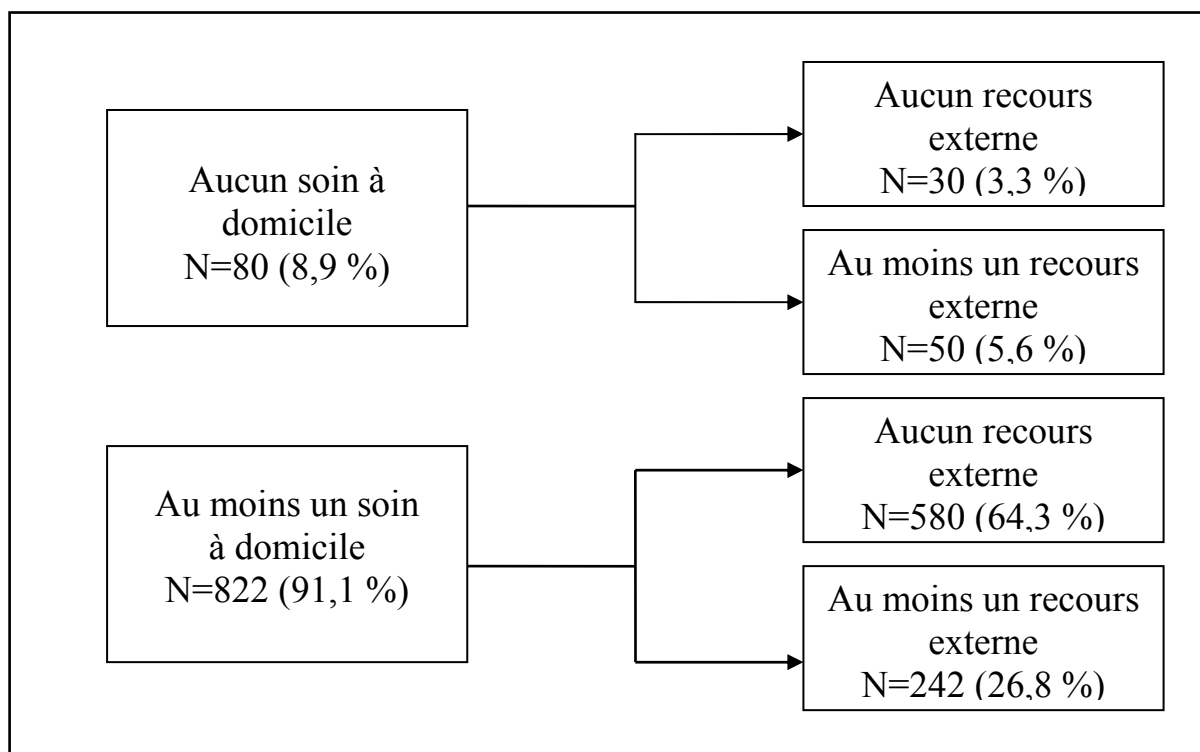 Aucun soin à
domicile
N=80 (8,9 %)
Aucun recours
externe
N=30 (3,3 %)
Au moins un recours
externe
N=50 (5,6 %)
Au moins un soin
à domicile
N=822 (91,1 %)
Aucun recours
externe
N=580 (64,3 %)
Au moins un recours
externe
N=242 (26,8 %)